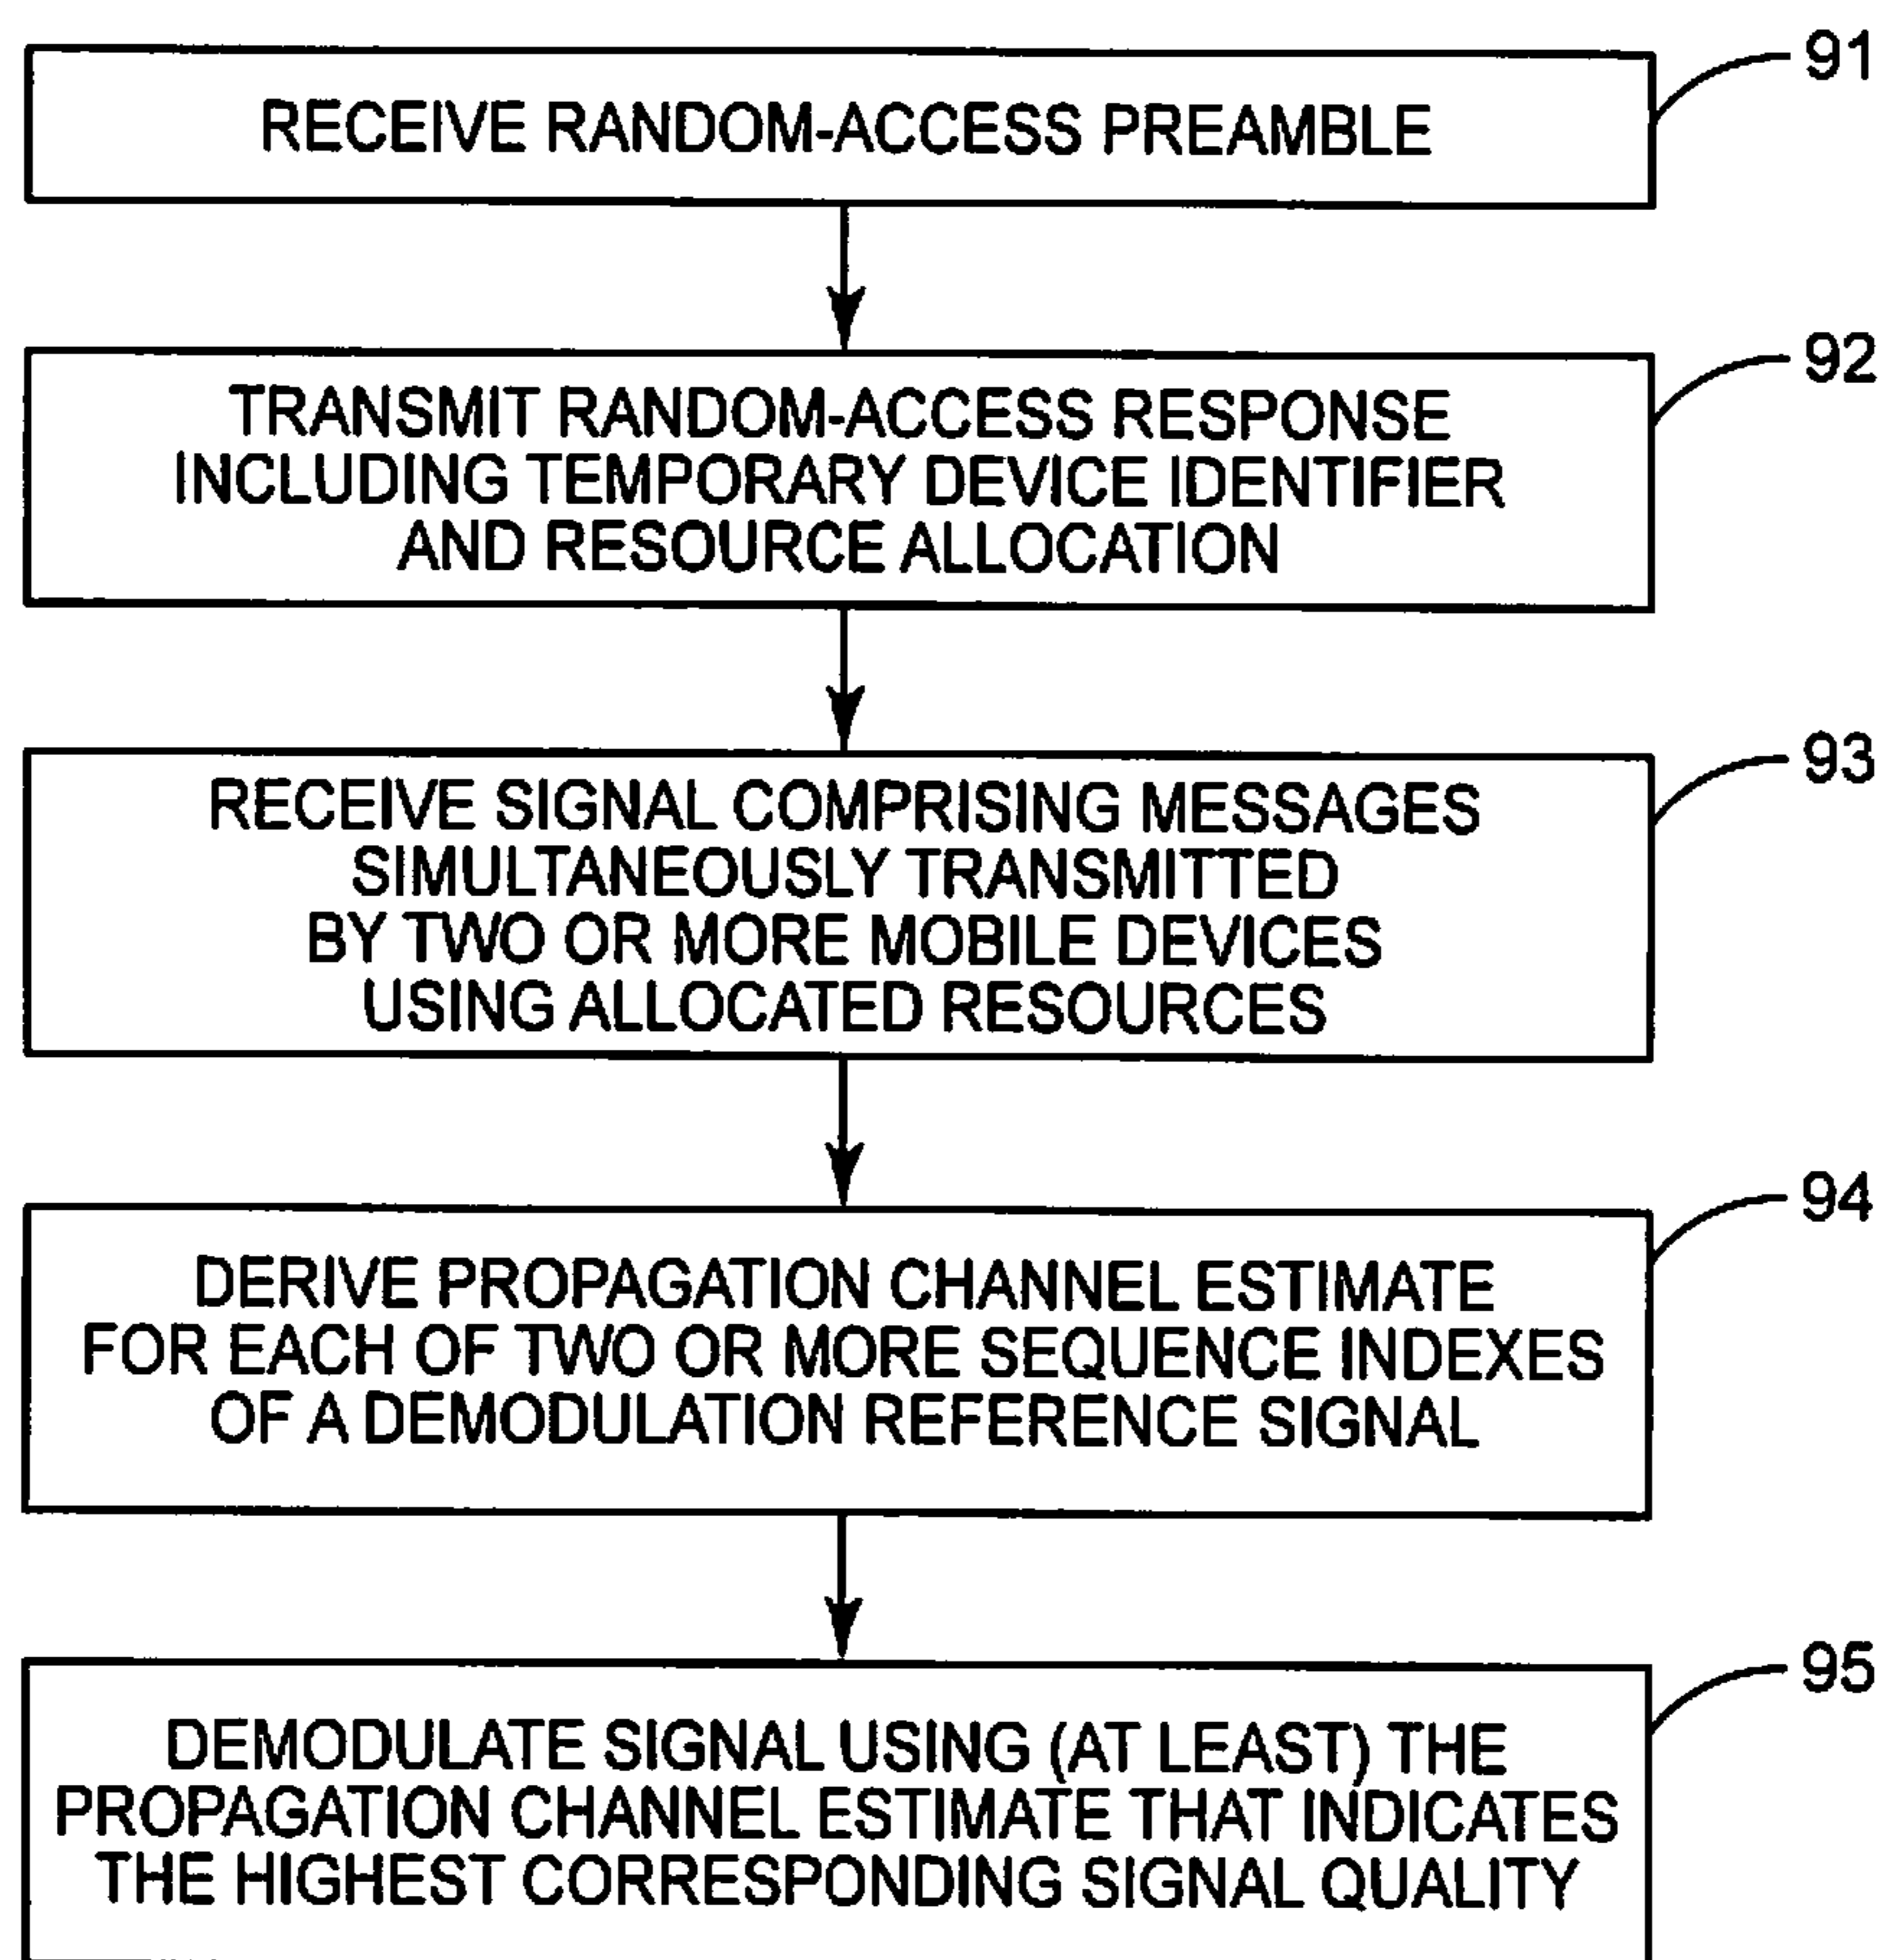 91
RECEIVE RANDOM-ACCESS PREAMBLE
92
TRANSMIT RANDOM-ACCESS RESPONSE
INCLUDING TEMPORARY DEVICE IDENTIFIER
AND RESOURCE ALLOCATION
93
RECEIVE SIGNAL COMPRISING MESSAGES
SIMULTANEOUSLY TRANSMITTED
BY TWO OR MORE MOBILE DEVICES
USING ALLOCATED RESOURCES
94
DERIVE PROPAGATION CHANNEL ESTIMATE
FOR EACH OF TWO OR MORE SEQUENCE INDEXES
OF A DEMODULATION REFERENCE SIGNAL
95
DEMODULATE SIGNAL USING (AT LEAST) THE
PROPAGATION CHANNEL ESTIMATE THAT INDICATES
THE HIGHEST CORRESPONDING SIGNAL QUALITY